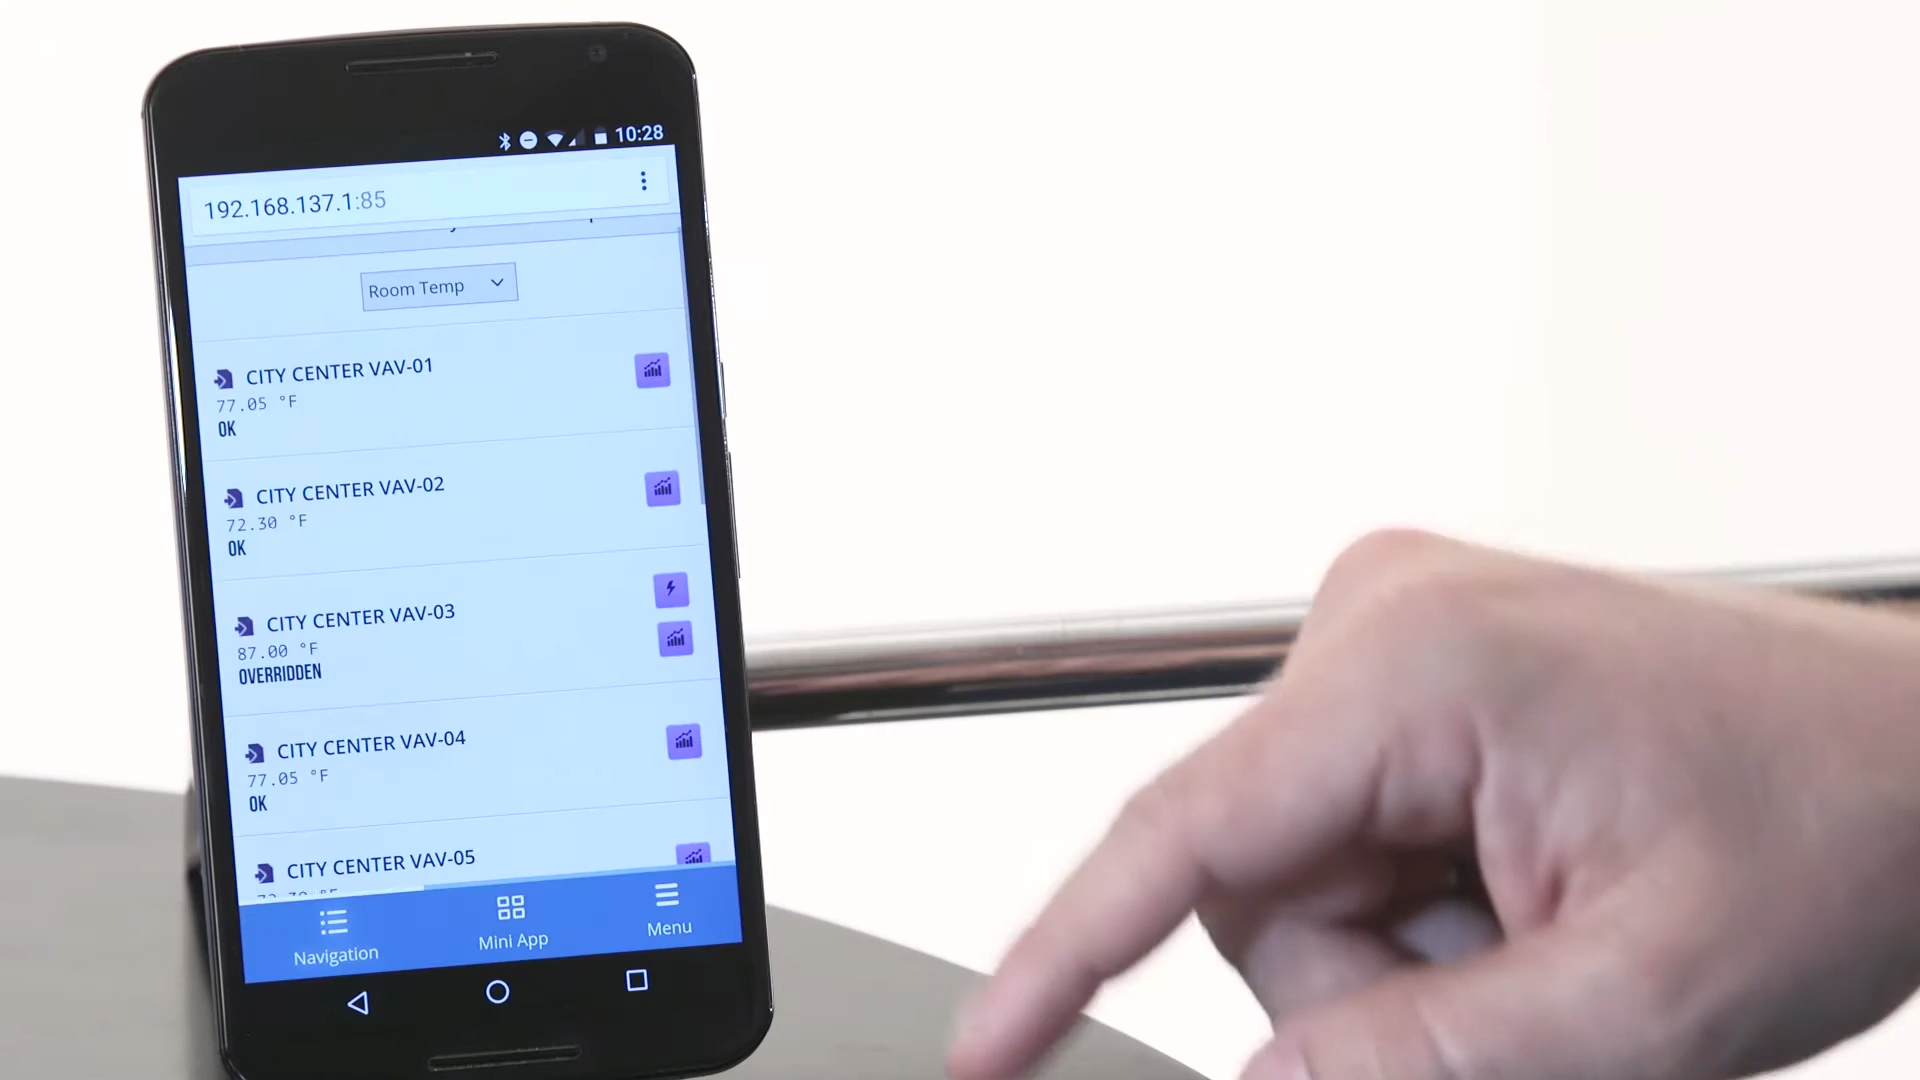 10:28
192.168.137.1:85
Room Temp
CITY CENTER VAV-01
77.05 °F
OK
CITY CENTER VAV-02
72.30 °F
OK
CITY CENTER VAV-03
87.00 °F
OVERRIDDEN
CITY CENTER VAV-04
77.05 °F
OK
CITY CENTER VAV-05
Navigation
Mini App
Menu